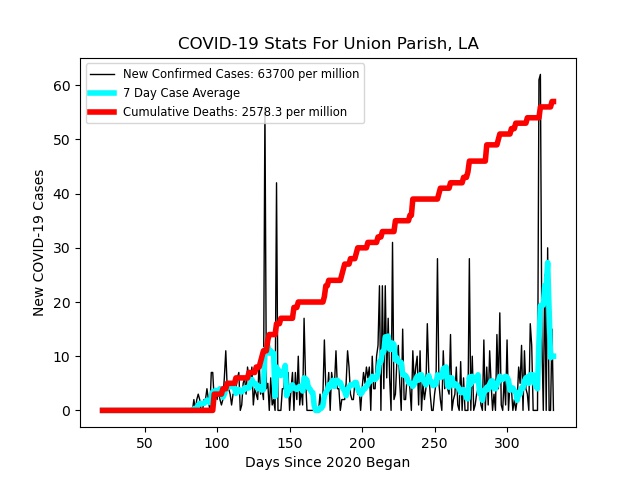 COVID-19 Stats For Union Parish, LA
New Confirmed Cases: 63700 per million
7 Day Case Average
Cumulative Deaths: 2578.3 per million
New COVID-19 Cases
60
50
40
30
20
10
0
50 100 150 200 250 300
Days Since 2020 Began